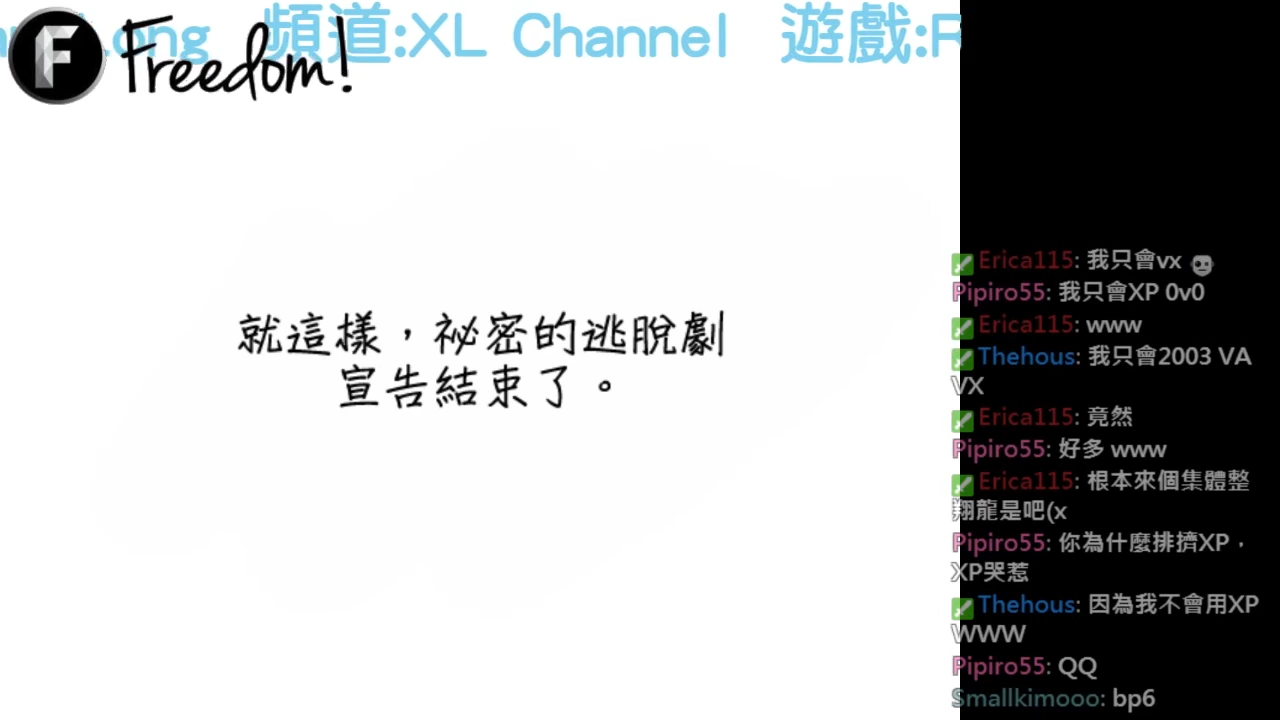 ong 頻道:XL Channel 遊戲:R
F Freedom!
就這樣，祕密的逃脫劇
宣告結束了。
Erica115: 我只會vx
Pipiro55: 我只會XP 0v0
Erica115: www
Thehous: 我只會2003 VA
VX
Erica115: 竟然
Pipiro55: 好多 www
Erica115: 根本來個集體整
翔龍是吧(x
Pipiro55: 你為什麼排擠XP，
XP哭惹
Thehous: 因為我不會用XP
WWW
Pipiro55: QQ
Smallkimooo: bp6